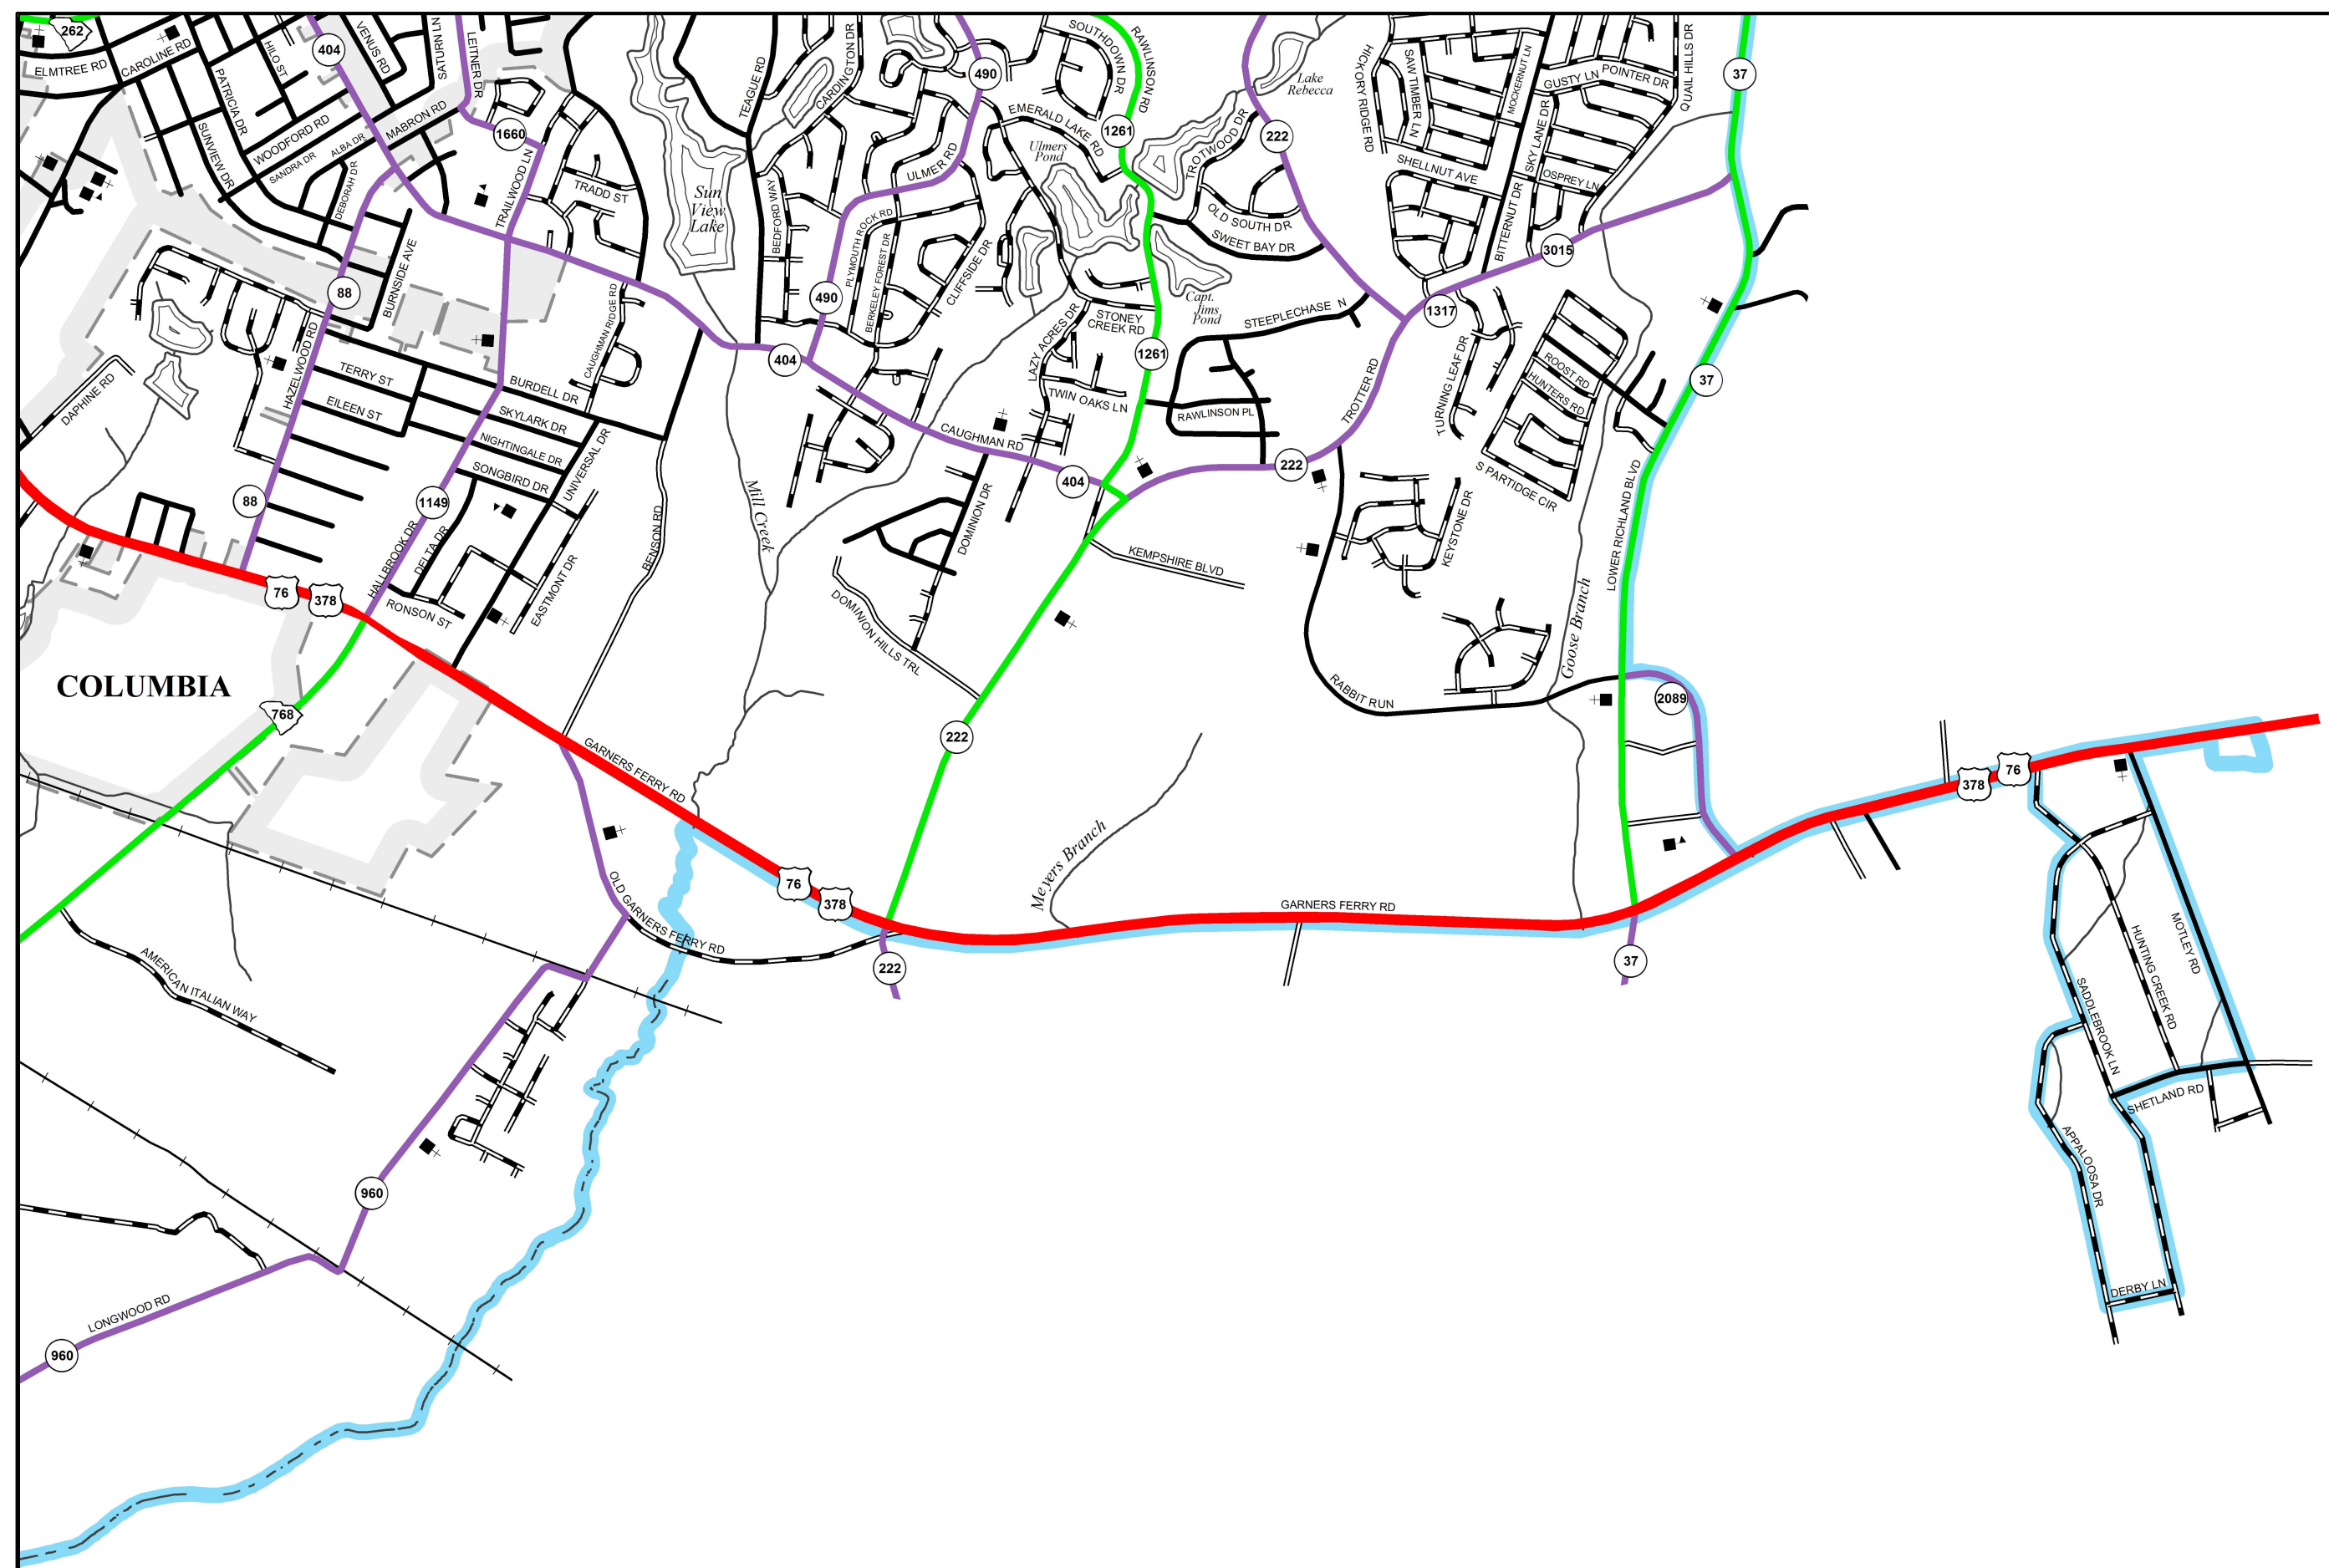 262
ELMTREE RD
CAROLINE RD
PATRICIA DR
HILO ST
404
VENUS RD
SATURN LN
LEITNER DR
SUNVIEW DR
WOODFORD RD
SANDRA DR
ALBA DR
MABRON RD
DEBORAH DR
1660
TRAILWOOD LN
TRADD ST
BURNSIDE AVE
88
HAZELWOOD RD
DAPHINE RD
TERRY ST
EILEEN ST
88
BURDELL DR
SKYLARK DR
NIGHTINGALE DR
SONGBIRD DR
UNIVERSAL DR
CAUGHMAN RIDGE RD
1149
HALLBROOK DR
DELTA DR
RONSON ST
EASTMONT DR
BENSON RD
76
378
COLUMBIA
768
Sun
View
Lake
TEAGUE RD
CARDINGTON DR
BEDFORD WAY
490
ULMER RD
PLYMOUTH ROCK RD
BERKELEY FOREST DR
CLIFFSIDE DR
490
404
Mill Creek
SOUTHDOWN DR
RAWLINSON RD
EMERALD LAKE RD
1261
Ulmers
Pond
TROTWOOD DR
Lake
Rebecca
222
OLD SOUTH DR
SWEET BAY DR
Capt.
Jims
Pond
STONEY
CREEK RD
LAZY ACRES DR
1261
TWIN OAKS LN
STEEPLECHASE N
RAWLINSON PL
CAUGHMAN RD
404
222
TROTTER RD
DOMINION DR
KEMPSHIRE BLVD
DOMINION HILLS TRL
222
HICKORY RIDGE RD
SAW TIMBER LN
MOCKERNUT LN
GUSTY LN
POINTER DR
QUAIL HILLS DR
37
SHELLNUT AVE
SKY LANE DR
OSPREY LN
BITTERNUT DR
3015
1317
TURNING LEAF DR
ROOST RD
HUNTERS RD
S PARTIDGE CIR
37
LOWER RICHLAND BLVD
KEYSTONE DR
Goose Branch
RABBIT RUN
2089
GARNERS FERRY RD
76
378
OLD GARNERS FERRY RD
222
Meyers Branch
GARNERS FERRY RD
37
378
76
MOTLEY RD
HUNTING CREEK RD
SADDLEBROOK LN
SHETLAND RD
APPALOOSA DR
DERBY LN
AMERICAN ITALIAN WAY
960
LONGWOOD RD
960